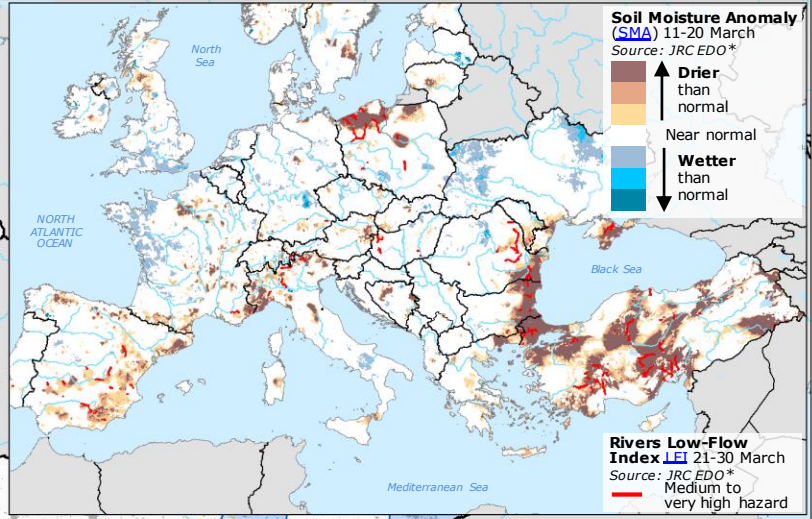 Soil Moisture Anomaly
(SMA) 11-20 March
Source: JRC EDO*
Drier
than
normal
Near normal
Wetter
than
normal
North
Sea
NORTH
ATLANTIC
OCEAN
Black Sea
Mediterranean Sea
Rivers Low-Flow
Index LFI 21-30 March
Source: JRC EDO*
Medium to
very high hazard